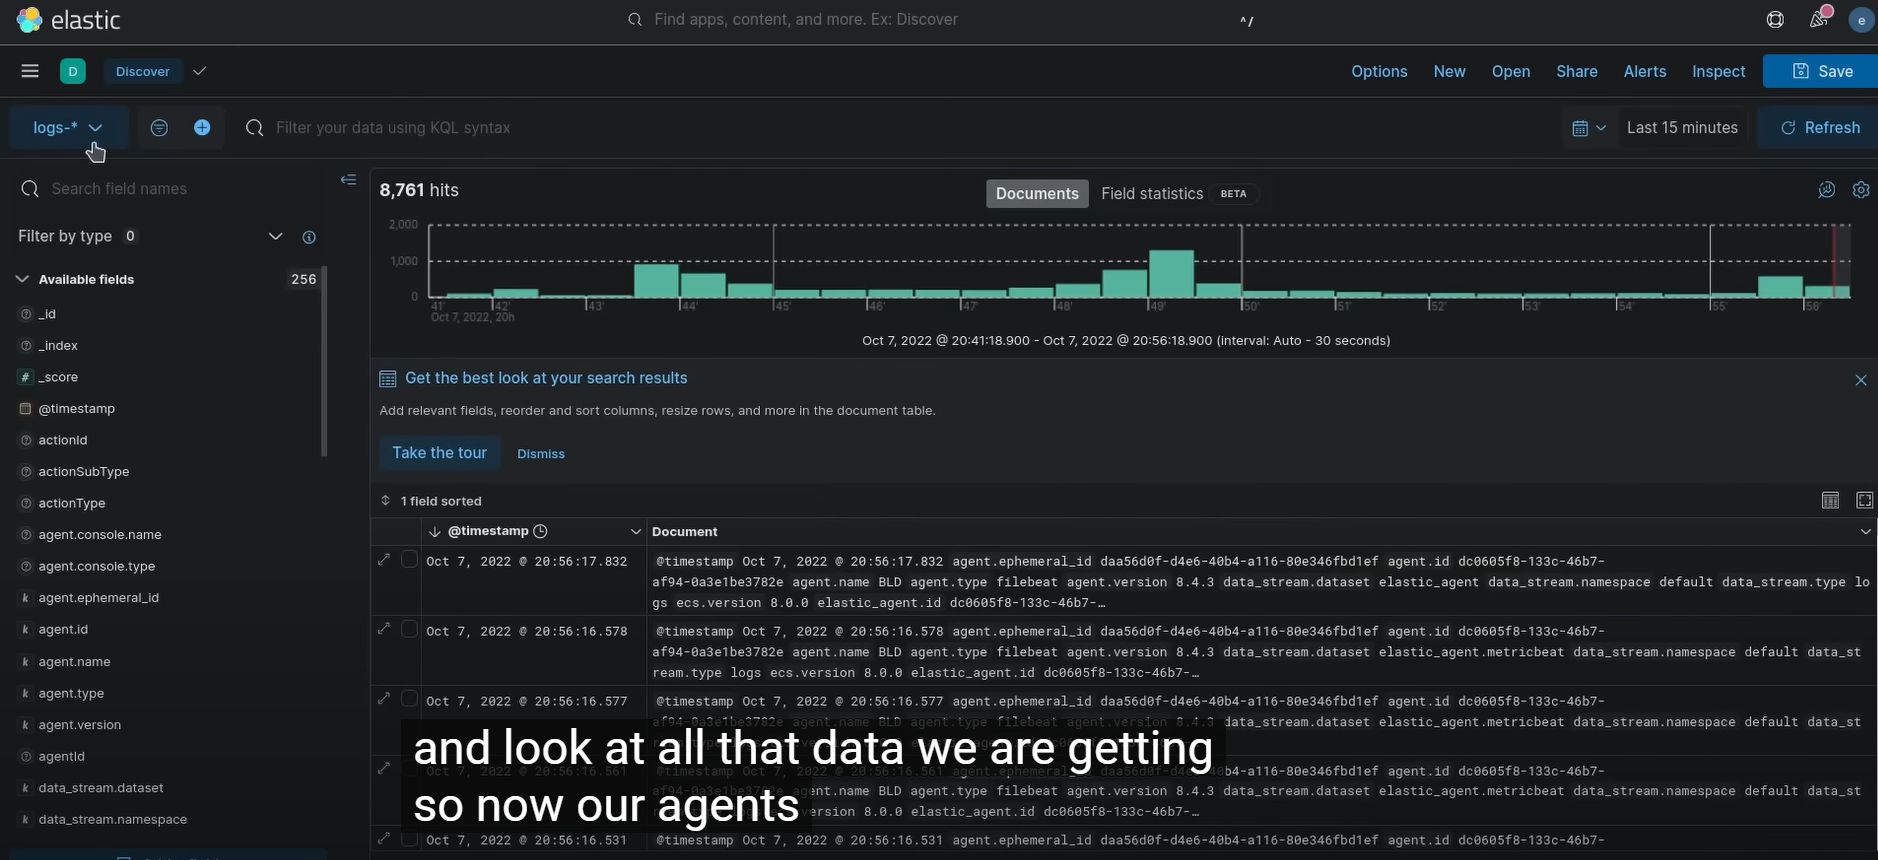 elastic
Find apps, content, and more. Ex: Discover
^/
e
D
Discover
Options
New
Open
Share
Alerts
Inspect
Save
logs-*
Filter your data using KQL syntax
Last 15 minutes
Refresh
Search field names
Filter by type 0
Available fields
256
_id
_index
_score
@timestamp
actionId
actionSubType
actionType
agent.console.name
agent.console.type
agent.ephemeral_id
agent.id
agent.name
agent.type
agent.version
agentId
data_stream.dataset
data_stream.namespace
8,761 hits
Documents
Field statistics
BETA
2,000
1,000
0
41' 42' 43' 44' 45' 46' 47' 48' 49' 50' 51' 52' 53' 54' 55' 56'
Oct 7, 2022, 20h
Oct 7, 2022 @ 20:41:18.900 - Oct 7, 2022 @ 20:56:18.900 (interval: Auto - 30 seconds)
Get the best look at your search results
Add relevant fields, reorder and sort columns, resize rows, and more in the document table.
Take the tour
Dismiss
1 field sorted
@timestamp
Document
Oct 7, 2022 @ 20:56:17.832
@timestamp Oct 7, 2022 @ 20:56:17.832 agent.ephemeral_id daa56d0f-d4e6-40b4-a116-80e346fbd1ef agent.id dc0605f8-133c-46b7-
af94-0a3e1be3782e agent.name BLD agent.type filebeat agent.version 8.4.3 data_stream.dataset elastic_agent data_stream.namespace default data_stream.type lo
gs ecs.version 8.0.0 elastic_agent.id dc0605f8-133c-46b7-…
Oct 7, 2022 @ 20:56:16.578
@timestamp Oct 7, 2022 @ 20:56:16.578 agent.ephemeral_id daa56d0f-d4e6-40b4-a116-80e346fbd1ef agent.id dc0605f8-133c-46b7-
af94-0a3e1be3782e agent.name BLD agent.type filebeat agent.version 8.4.3 data_stream.dataset elastic_agent.metricbeat data_stream.namespace default data_st
ream.type logs ecs.version 8.0.0 elastic_agent.id dc0605f8-133c-46b7-…
Oct 7, 2022 @ 20:56:16.577
@timestamp Oct 7, 2022 @ 20:56:16.577 agent.ephemeral_id daa56d0f-d4e6-40b4-a116-80e346fbd1ef agent.id dc0605f8-133c-46b7-
af94-0a3e1be3782e agent.name BLD agent.type filebeat agent.version 8.4.3 data_stream.dataset elastic_agent.metricbeat data_stream.namespace default data_st
and look at all that data we are getting
so now our agents
Oct 7, 2022 @ 20:56:16.561
@timestamp Oct 7, 2022 @ 20:56:16.561 agent.ephemeral_id agent.id dc0605f8-133c-46b7-
agent.name BLD agent.type filebeat agent.version 8.4.3 data_stream.dataset elastic_agent.metricbeat data_stream.namespace default data_st
version 8.0.0 elastic_agent.id dc0605f8-133c-46b7-…
Oct 7, 2022 @ 20:56:16.531
@timestamp Oct 7, 2022 @ 20:56:16.531 agent.ephemeral_id daa56d0f-d4e6-40b4-a116-80e346fbd1ef agent.id dc0605f8-133c-46b7-